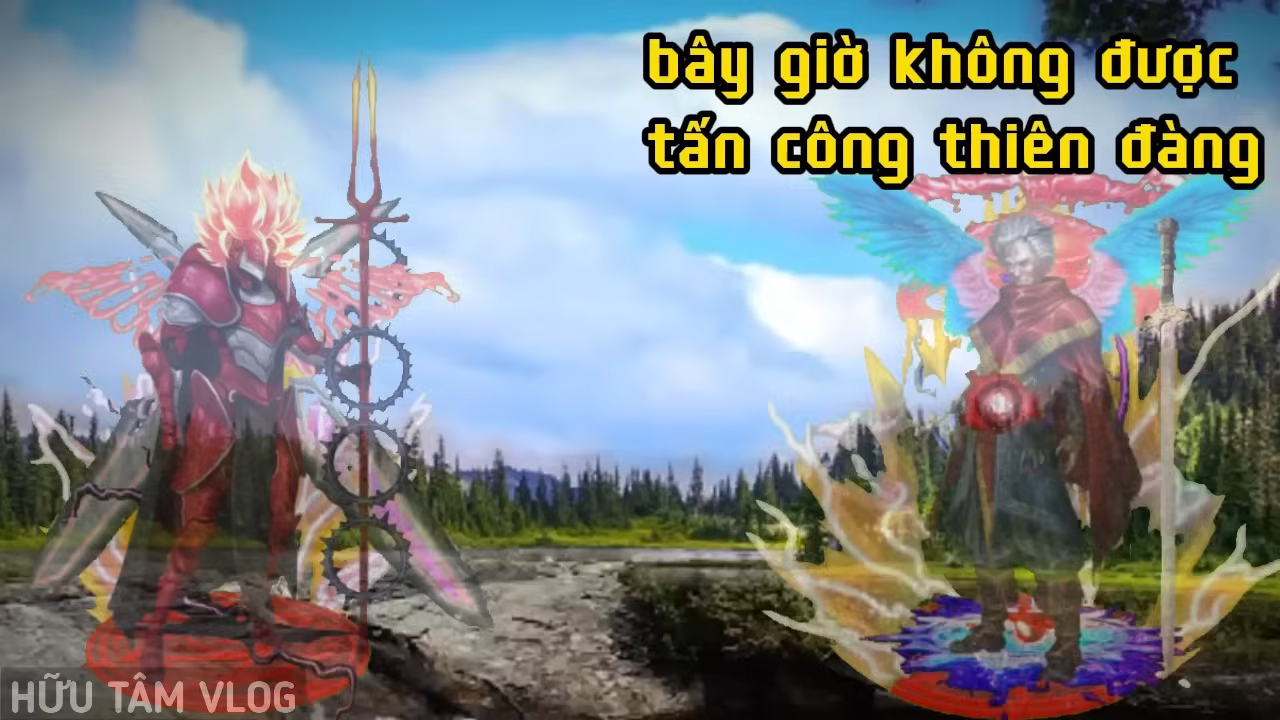 bây giờ không được
tấn công thiên đàng
HỮU TÂM VLOG